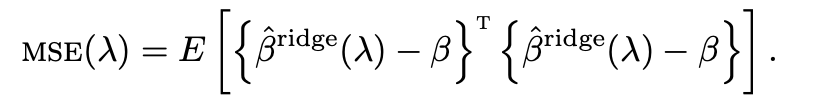 MSE(λ) = E [ { β̂^ridge(λ) − β }^T { β̂^ridge(λ) − β } ] .